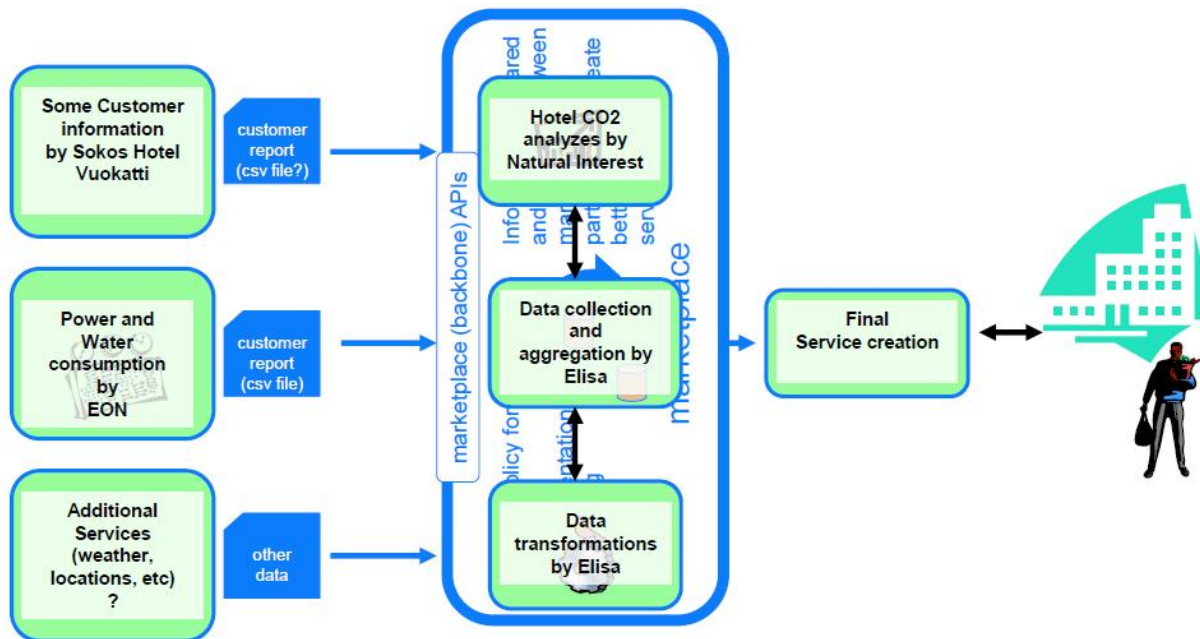 Some Customer
information
by Sokos Hotel
Vuokatti
customer
report
(csv file?)
Power and
Water
consumption
by
EON
customer
report
(csv file)
Additional
Services
(weather,
locations, etc)
?
other
data
marketplace (backbone) APIs
Hotel CO2
analyzes by
Natural Interest
Data collection
and
aggregation by
Elisa
Data
transformations
by Elisa
and
marketplace
Final
Service creation